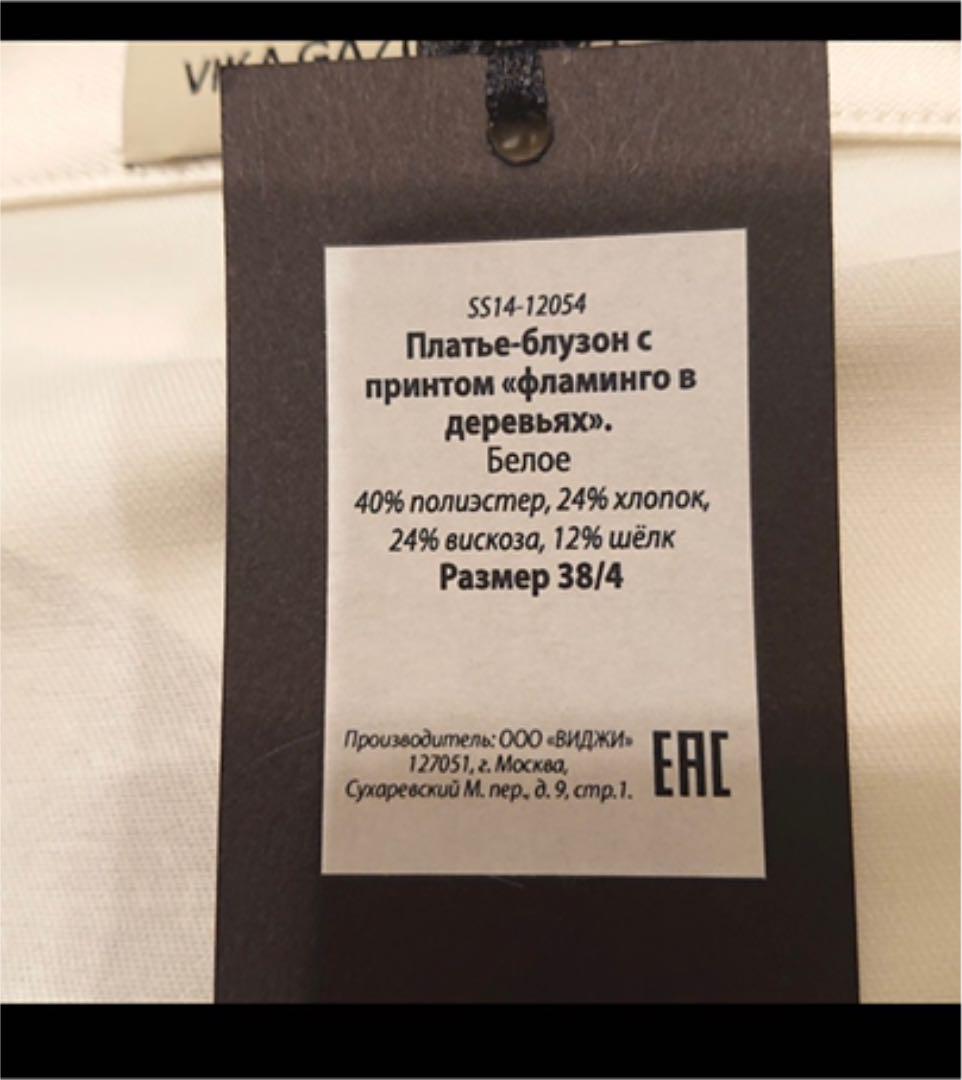 SS14-12054
Платье-блузон с
принтом «фламинго в
деревьях».
Белое
40% полиэстер, 24% хлопок,
24% вискоза, 12% шёлк
Размер 38/4
Производитель: ООО «ВИДЖИ»
127051, г. Москва,
Сухаревский М. пер., д. 9, стр.1.
EAC